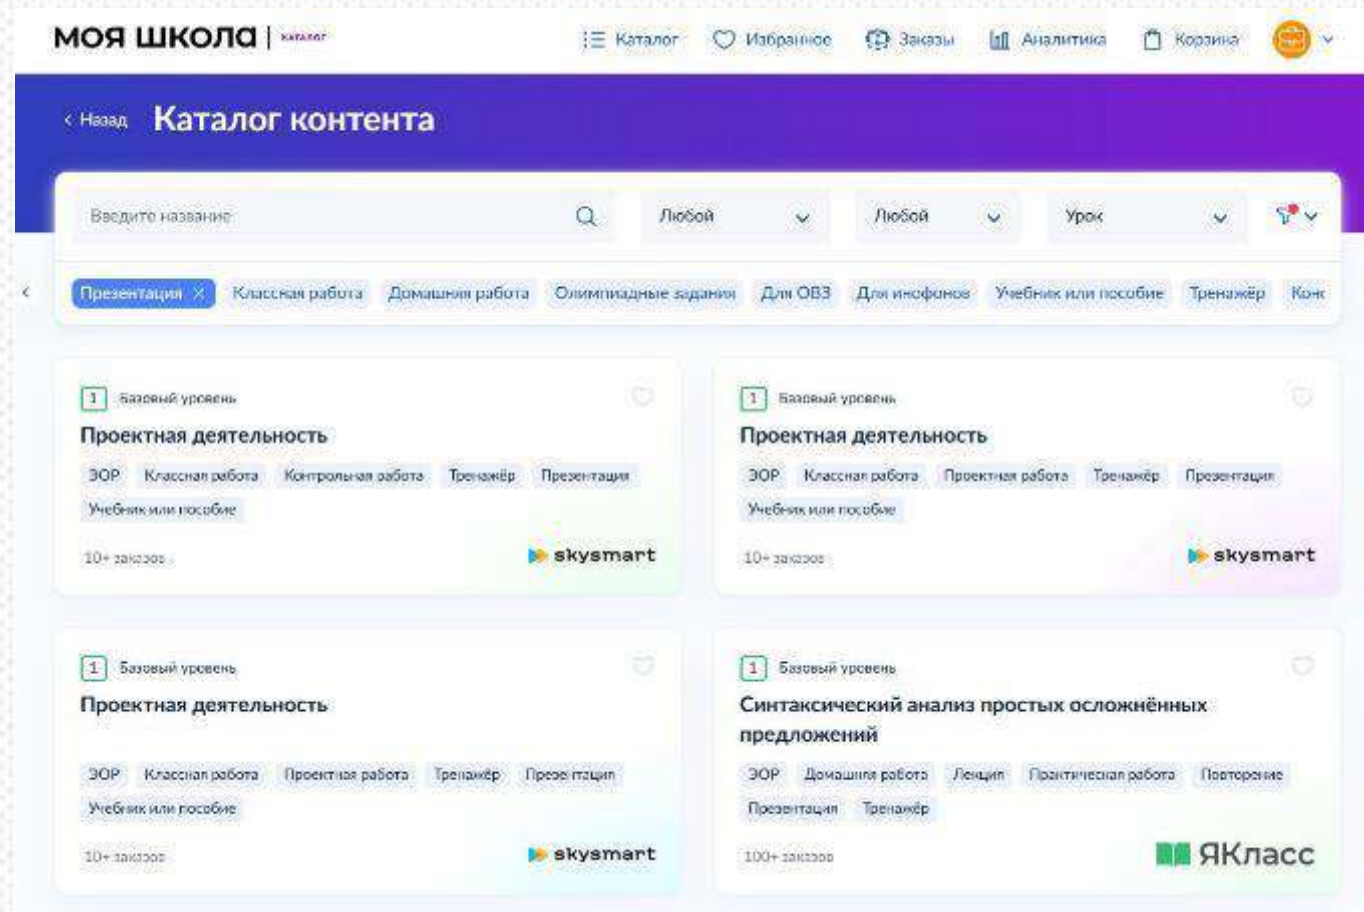 МОЯ ШКОЛА | КАТАЛОГ
Каталог Избранное Заказы Аналитика Корзина
Назад Каталог контента
Введите название Любой Любой Урок
Презентация Классная работа Домашняя работа Олимпиадные задания Для ОВЗ Для инофонов Учебник или пособие Тренажёр Конс
1 Базовый уровень
Проектная деятельность
ЭОР Классная работа Контрольная работа Тренажёр Презентация
Учебник или пособие
10+ заказов skysmart
1 Базовый уровень
Проектная деятельность
ЭОР Классная работа Проектная работа Тренажёр Презентация
Учебник или пособие
10+ заказов skysmart
1 Базовый уровень
Проектная деятельность
ЭОР Классная работа Проектная работа Тренажёр Презентация
Учебник или пособие
10+ заказов skysmart
1 Базовый уровень
Синтаксический анализ простых осложнённых
предложений
ЭОР Домашняя работа Лекция Практическая работа Повторение
Презентация Тренажёр
100+ заказов ЯКласс